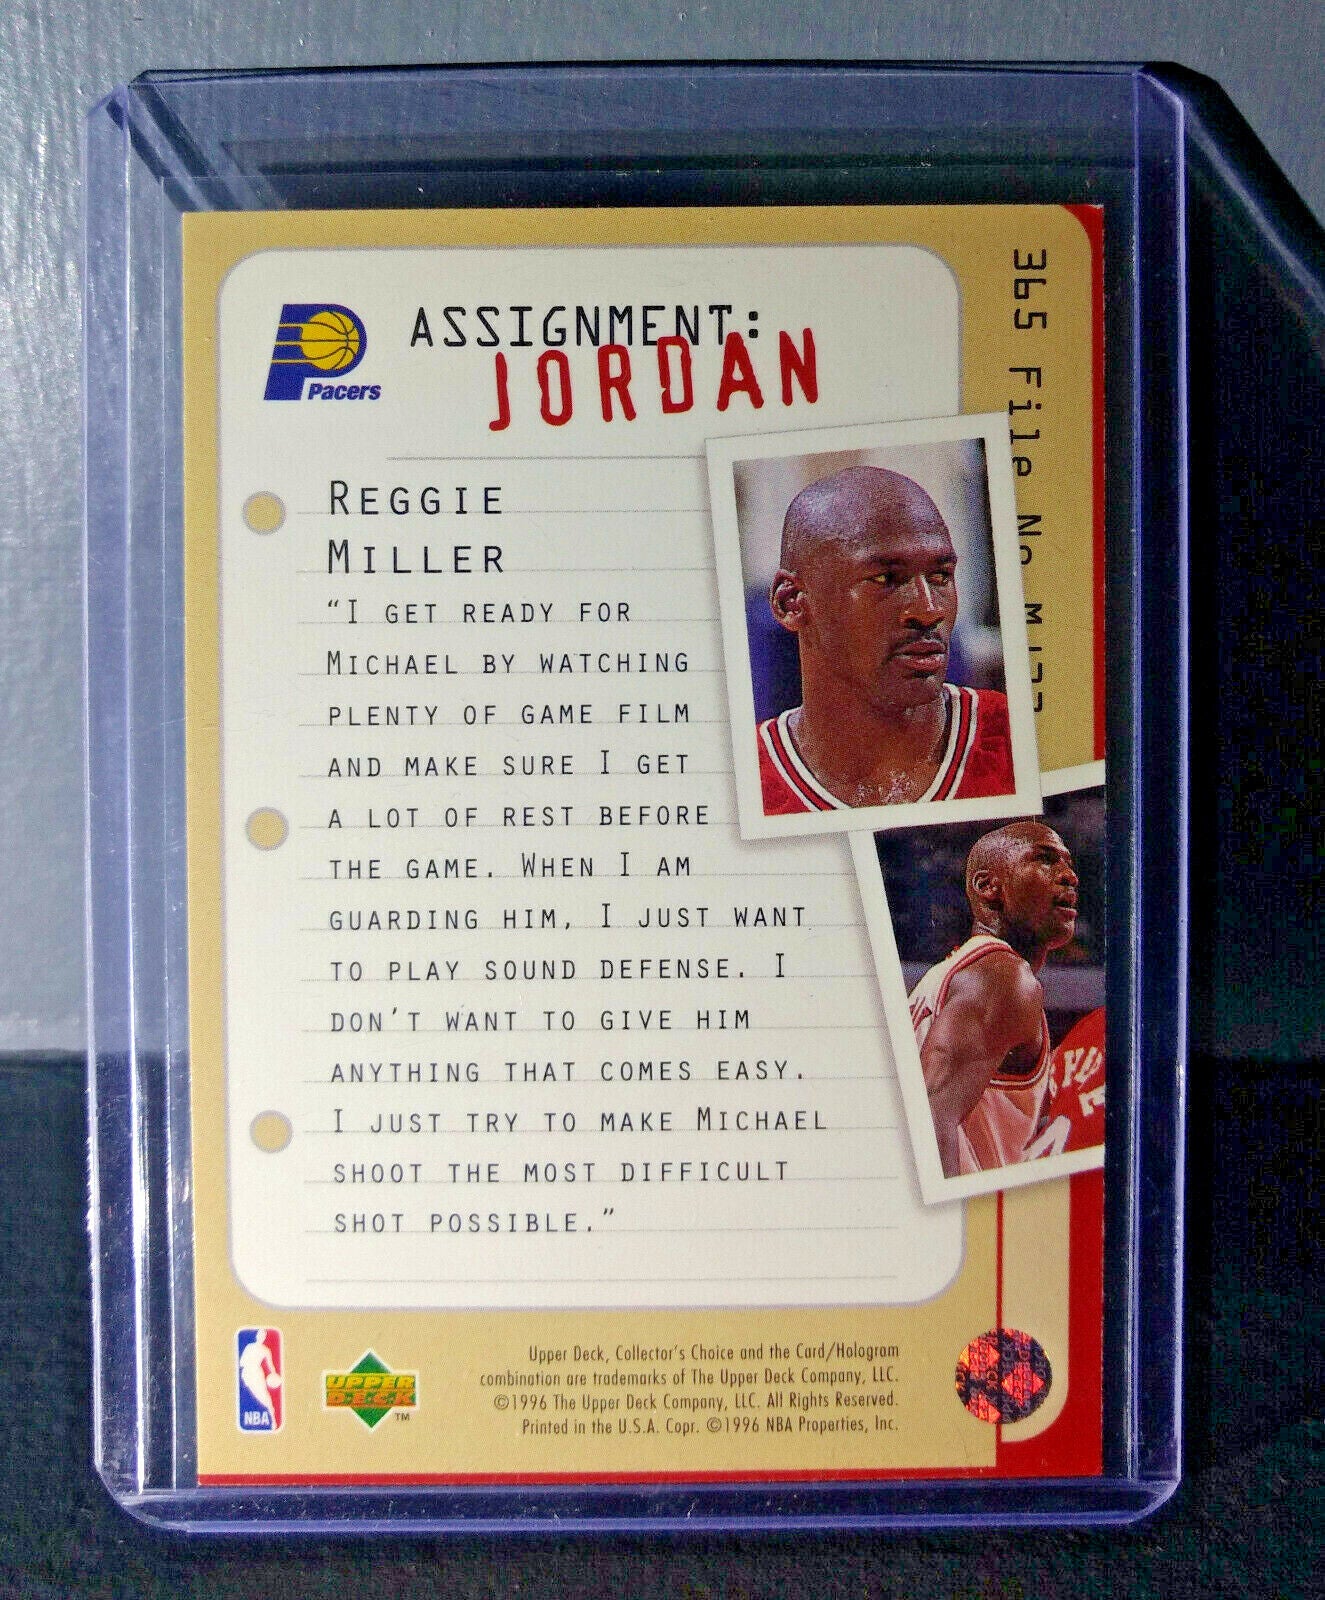 Pacers
ASSIGNMENT:
JORDAN
365 File No
REGGIE
MILLER
“I GET READY FOR
MICHAEL BY WATCHING
PLENTY OF GAME FILM
AND MAKE SURE I GET
A LOT OF REST BEFORE
THE GAME. WHEN I AM
GUARDING HIM, I JUST WANT
TO PLAY SOUND DEFENSE. I
DON'T WANT TO GIVE HIM
ANYTHING THAT COMES EASY.
I JUST TRY TO MAKE MICHAEL
SHOOT THE MOST DIFFICULT
SHOT POSSIBLE.”
NBA
UPPER
DECK
TM
Upper Deck, Collector's Choice and the Card/Hologram
combination are trademarks of The Upper Deck Company, LLC.
©1996 The Upper Deck Company, LLC. All Rights Reserved.
Printed in the U.S.A. Copr. ©1996 NBA Properties, Inc.